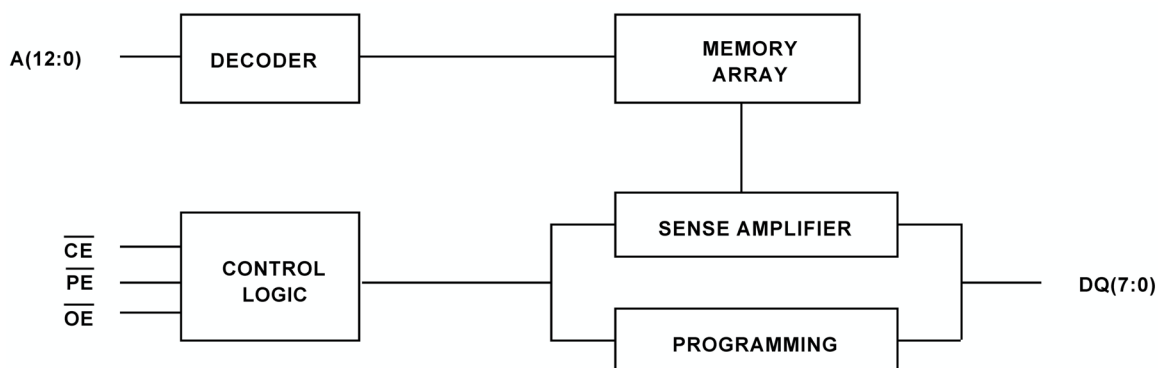 A(12:0)
DECODER
MEMORY
ARRAY
CE
PE
OE
CONTROL
LOGIC
SENSE AMPLIFIER
PROGRAMMING
DQ(7:0)